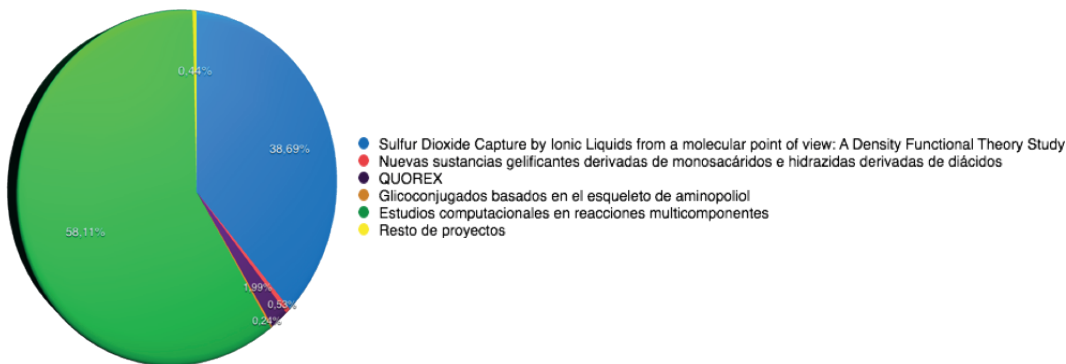 0,44%
38,69%
58,11%
1,99%
0,53%
0,24%
Sulfur Dioxide Capture by Ionic Liquids from a molecular point of view: A Density Functional Theory Study
Nuevas sustancias gelificantes derivadas de monosacáridos e hidrazidas derivadas de diácidos
QUOREX
Glicoconjugados basados en el esqueleto de aminopoliol
Estudios computacionales en reacciones multicomponentes
Resto de proyectos